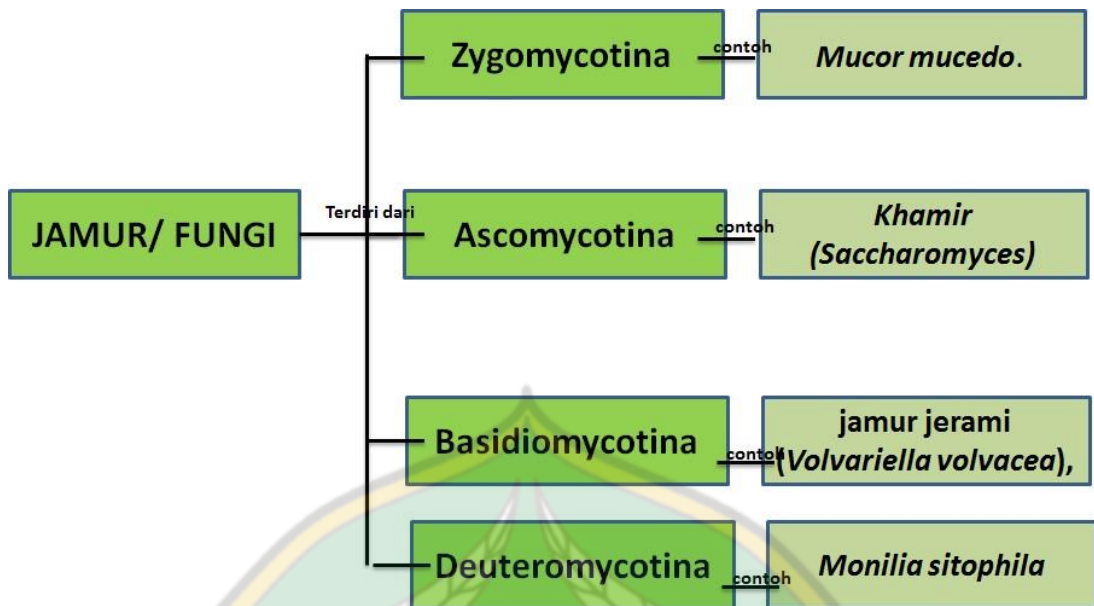 Zygomycotina
contoh
Mucor mucedo.
JAMUR/ FUNGI
Terdiri dari
Ascomycotina
contoh
Khamir
(Saccharomyces)
Basidiomycotina
contoh
jamur jerami
(Volvariella volvacea),
Deuteromycotina
contoh
Monilia sitophila